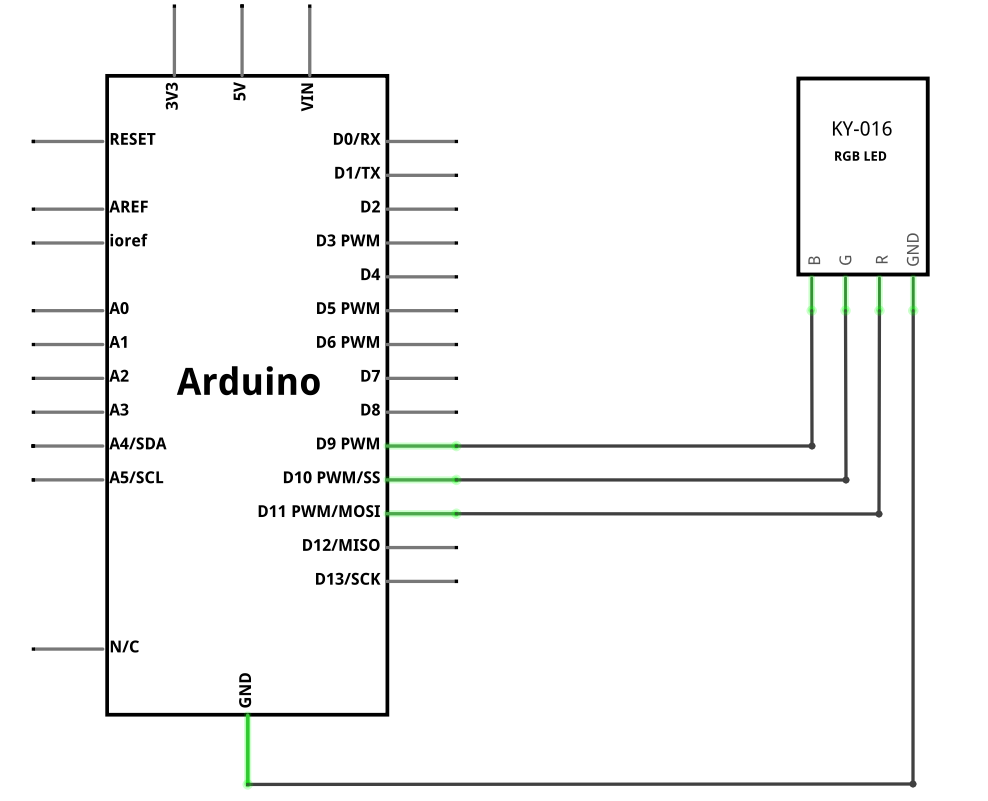 3V3
5V
VIN
RESET
AREF
ioref
A0
A1
A2
A3
A4/SDA
A5/SCL
N/C
Arduino
D0/RX
D1/TX
D2
D3 PWM
D4
D5 PWM
D6 PWM
D7
D8
D9 PWM
D10 PWM/SS
D11 PWM/MOSI
D12/MISO
D13/SCK
GND
KY-016
RGB LED
B
G
R
GND